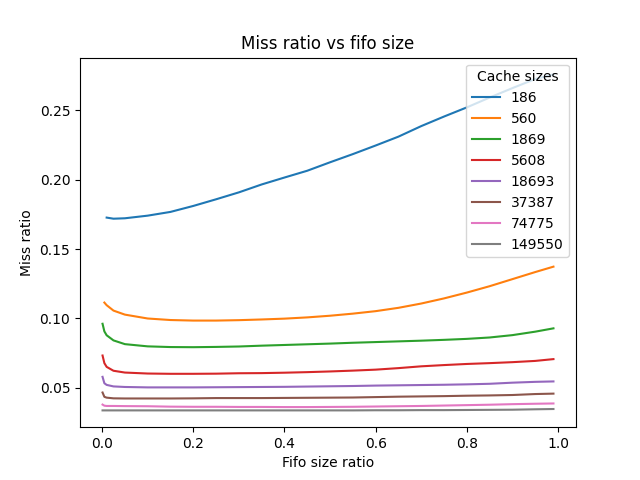 Miss ratio vs fifo size
Cache sizes
186
560
1869
5608
18693
37387
74775
149550
0.25
0.20
0.15
0.10
0.05
Miss ratio
0.0 0.2 0.4 0.6 0.8 1.0
Fifo size ratio